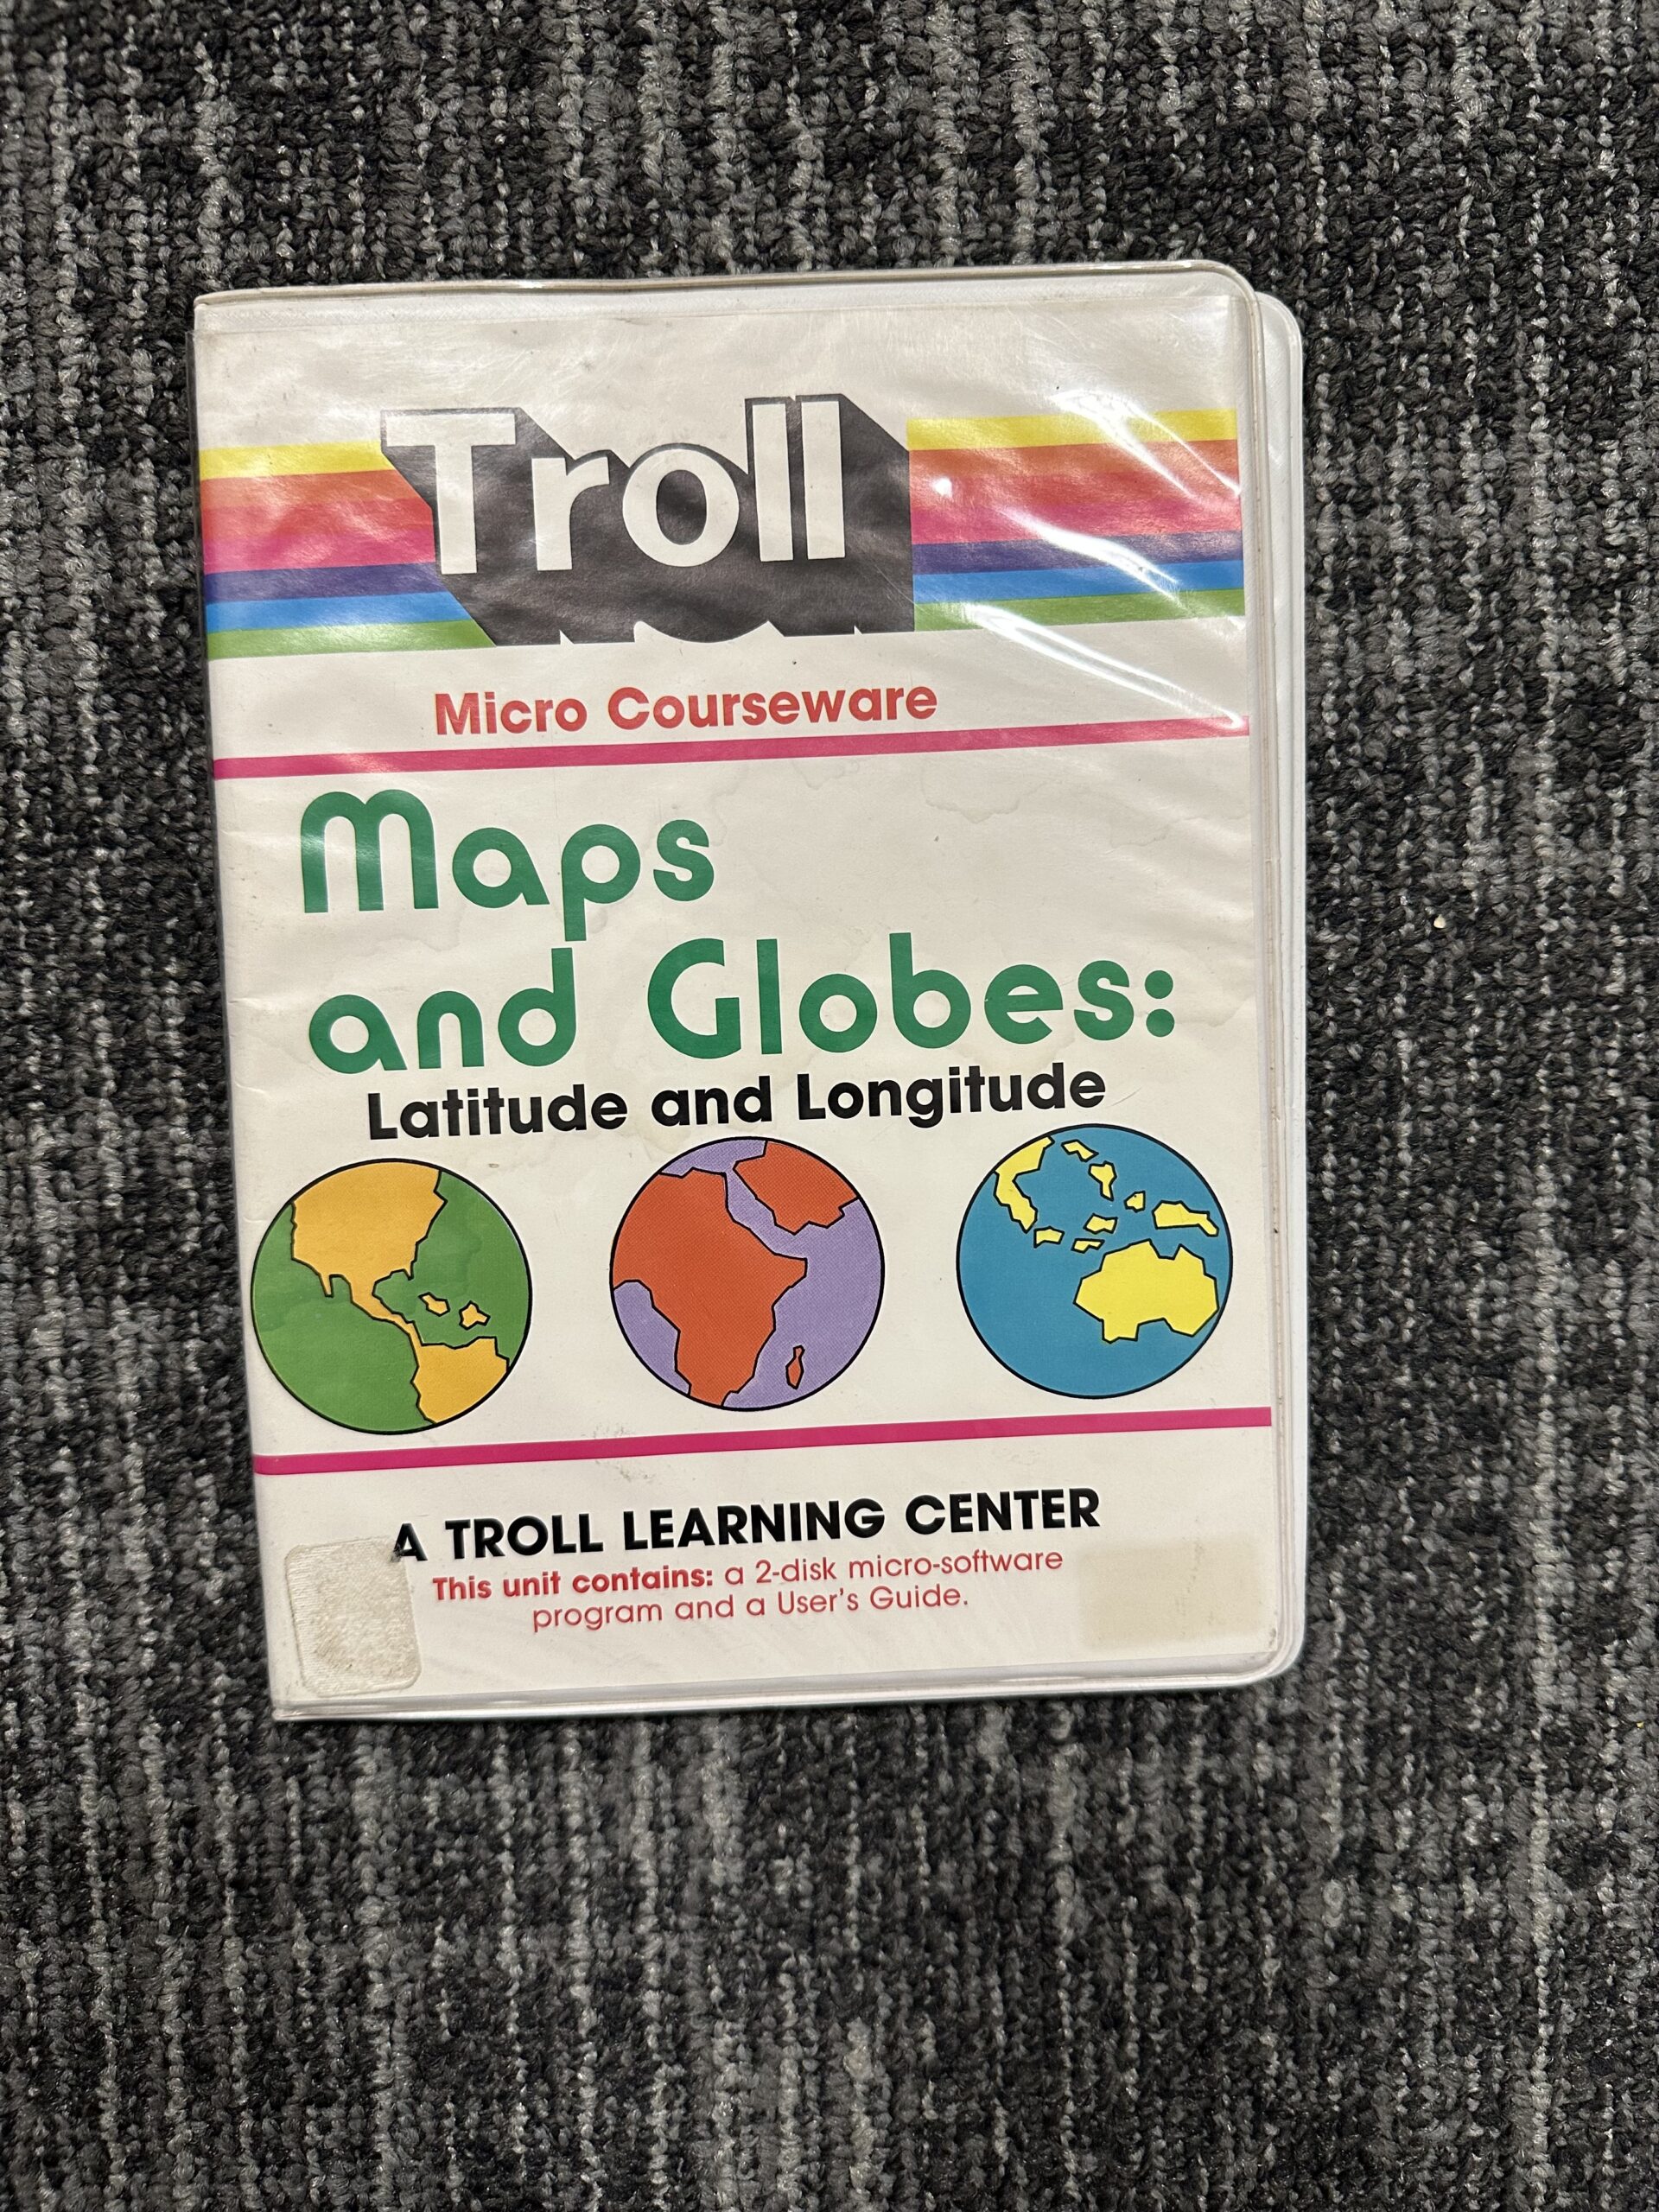 Troll
Micro Courseware
Maps
and Globes:
Latitude and Longitude
A TROLL LEARNING CENTER
This unit contains: a 2-disk micro-software
program and a User's Guide.